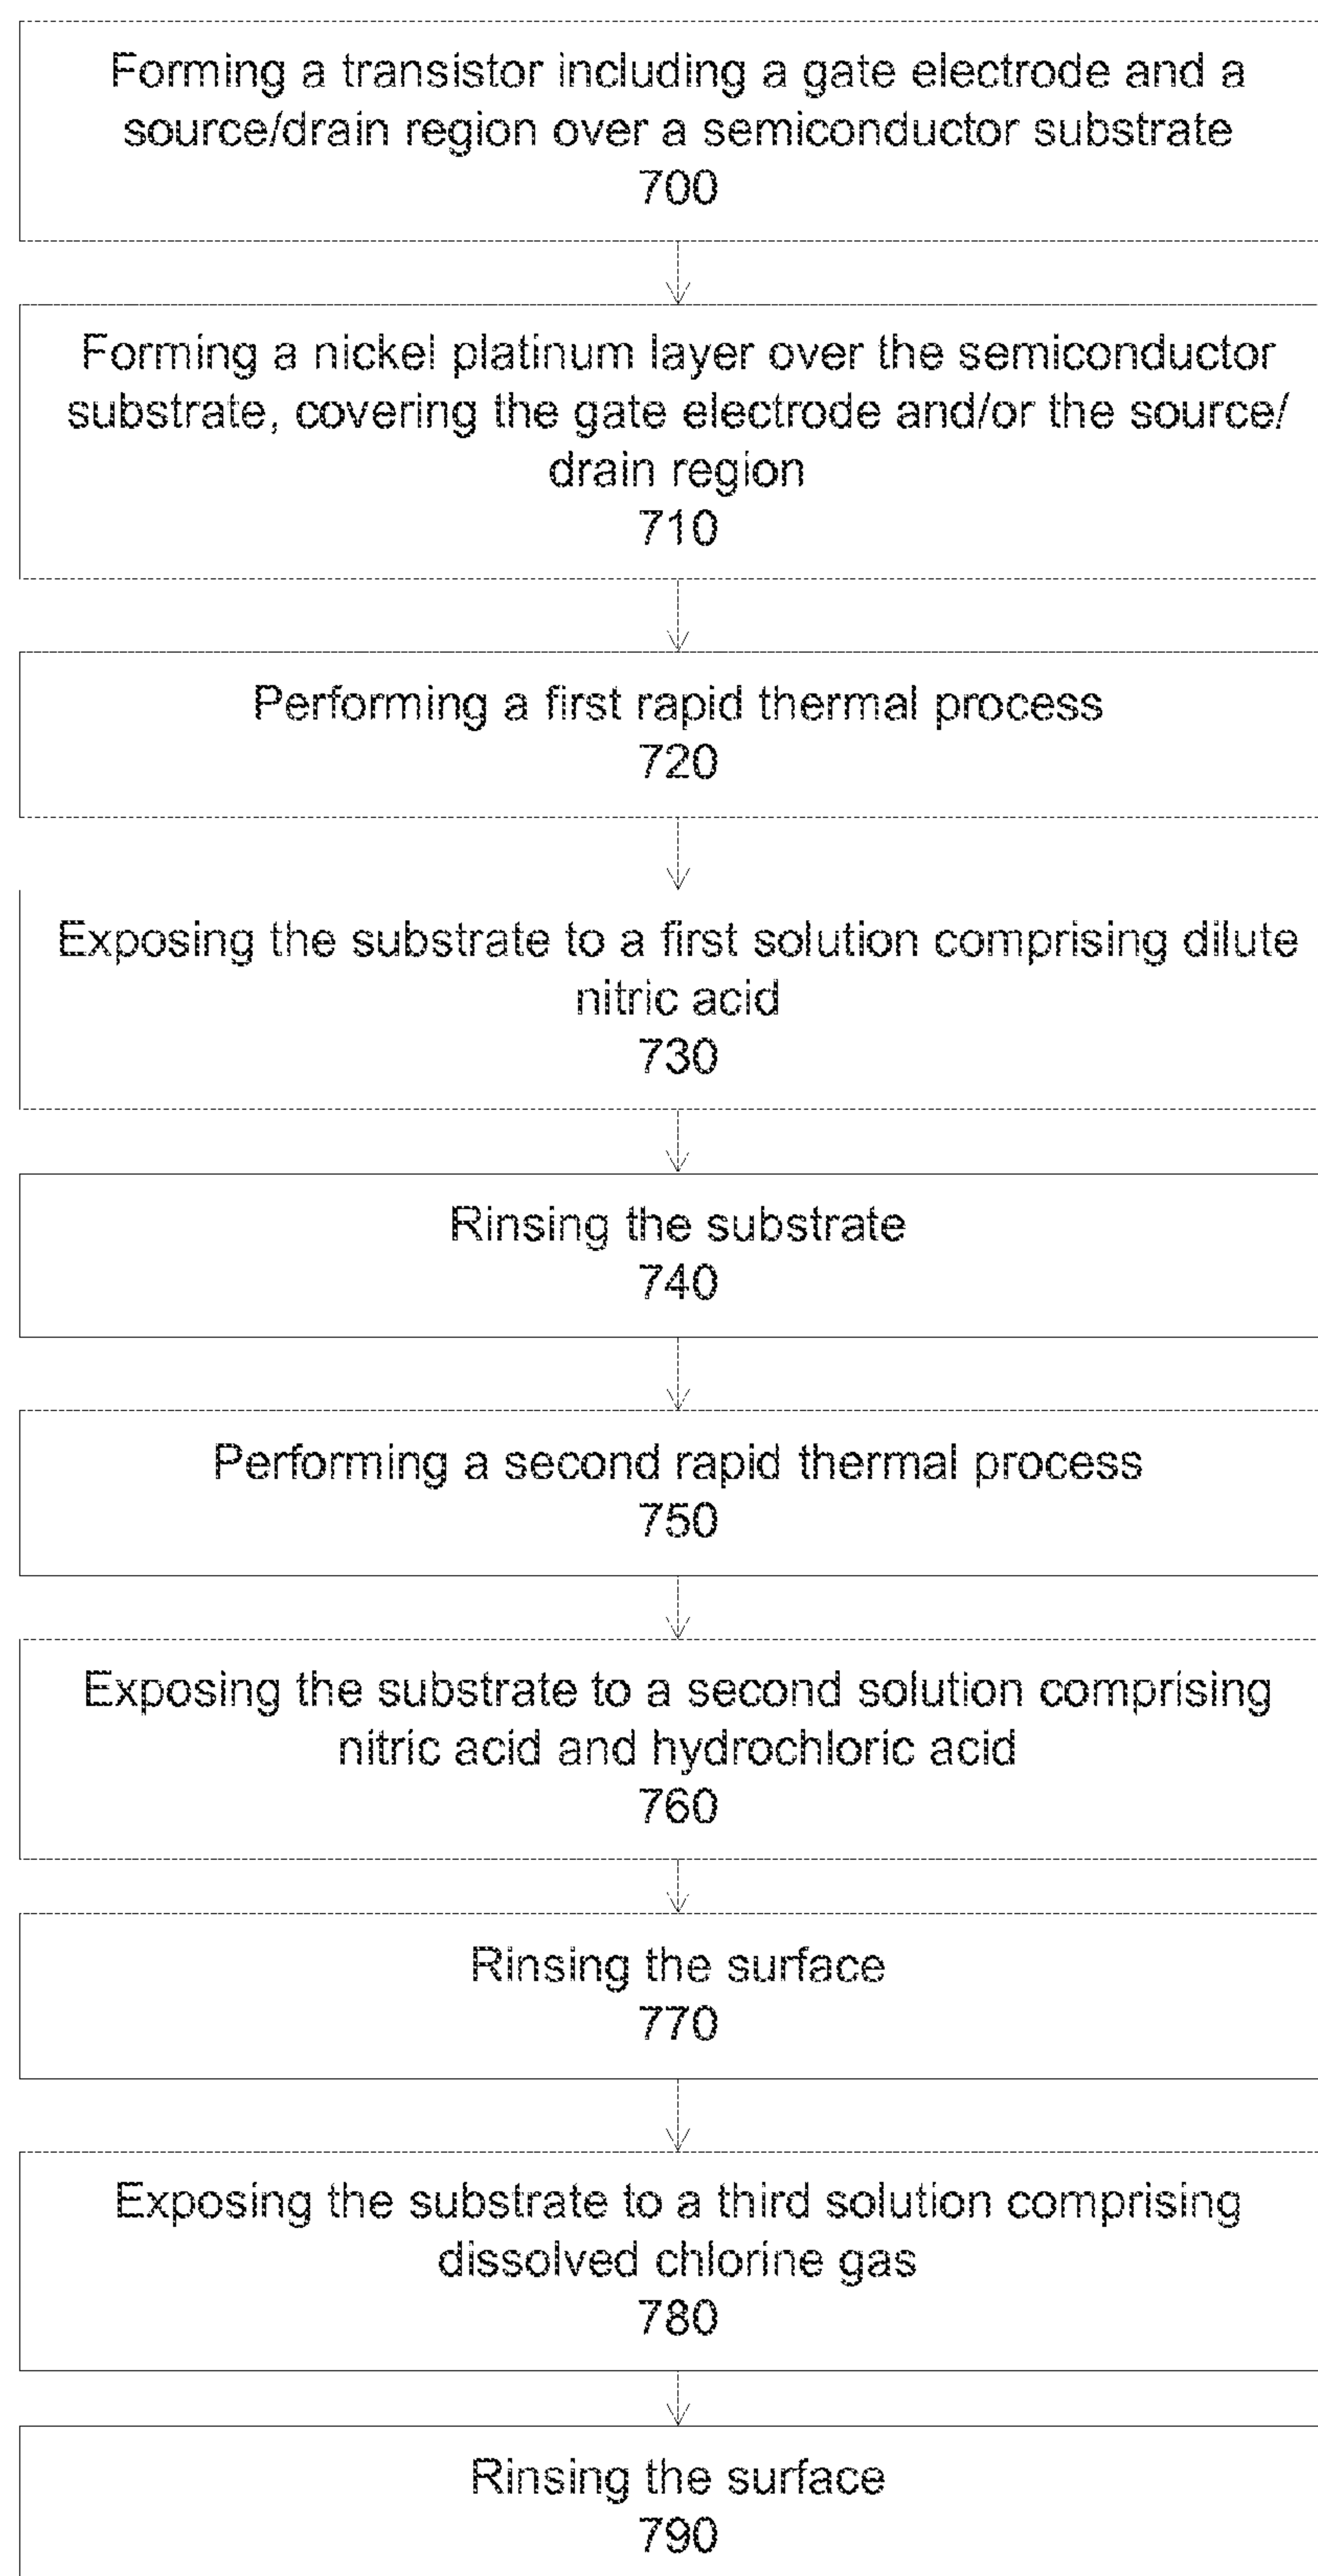 Forming a transistor including a gate electrode and a
source/drain region over a semiconductor substrate
700
Forming a nickel platinum layer over the semiconductor
substrate, covering the gate electrode and/or the source/
drain region
710
Performing a first rapid thermal process
720
Exposing the substrate to a first solution comprising dilute
nitric acid
730
Rinsing the substrate
740
Performing a second rapid thermal process
750
Exposing the substrate to a second solution comprising
nitric acid and hydrochloric acid
760
Rinsing the surface
770
Exposing the substrate to a third solution comprising
dissolved chlorine gas
780
Rinsing the surface
790